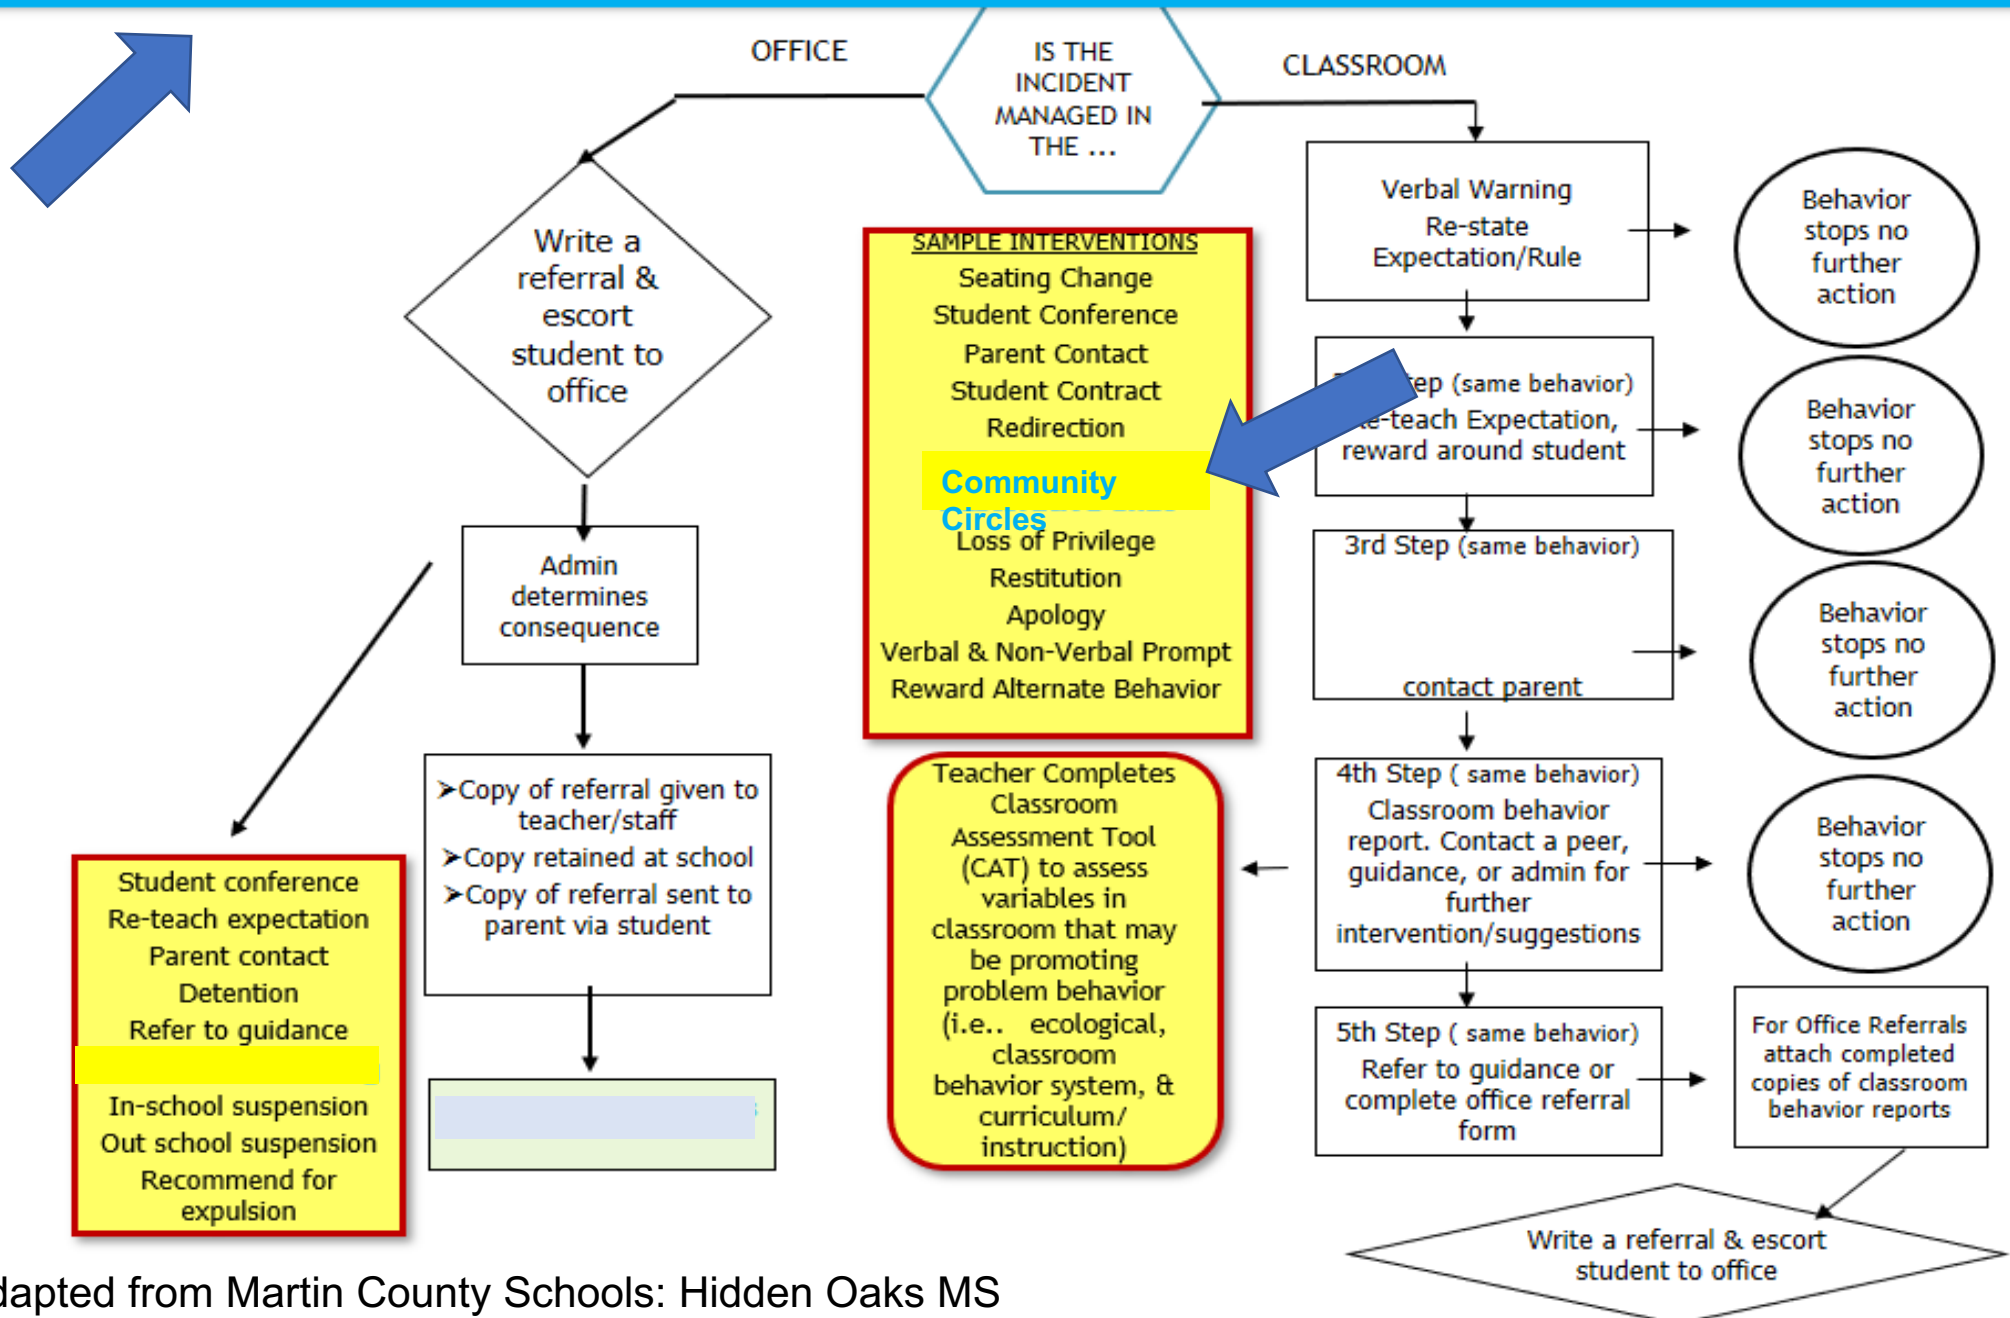 OFFICE
IS THE
INCIDENT
MANAGED IN
THE ...
CLASSROOM
Write a
referral &
escort
student to
office
Admin
determines
consequence
➤Copy of referral given to
teacher/staff
➤Copy retained at school
➤Copy of referral sent to
parent via student
Student conference
Re-teach expectation
Parent contact
Detention
Refer to guidance
In-school suspension
Out school suspension
Recommend for
expulsion
SAMPLE INTERVENTIONS
Seating Change
Student Conference
Parent Contact
Student Contract
Redirection
Community
Circles
Loss of Privilege
Restitution
Apology
Verbal & Non-Verbal Prompt
Reward Alternate Behavior
Teacher Completes
Classroom
Assessment Tool
(CAT) to assess
variables in
classroom that may
be promoting
problem behavior
(i.e.. ecological,
classroom
behavior system, &
curriculum/
instruction)
Verbal Warning
Re-state
Expectation/Rule
Behavior
stops no
further
action
(same behavior)
Expectation,
reward around student
Behavior
stops no
further
action
3rd Step (same behavior)
contact parent
Behavior
stops no
further
action
4th Step ( same behavior)
Classroom behavior
report. Contact a peer,
guidance, or admin for
further
intervention/suggestions
Behavior
stops no
further
action
5th Step ( same behavior)
Refer to guidance or
complete office referral
form
For Office Referrals
attach completed
copies of classroom
behavior reports
Write a referral & escort
student to office
from Martin County Schools: Hidden Oaks MS